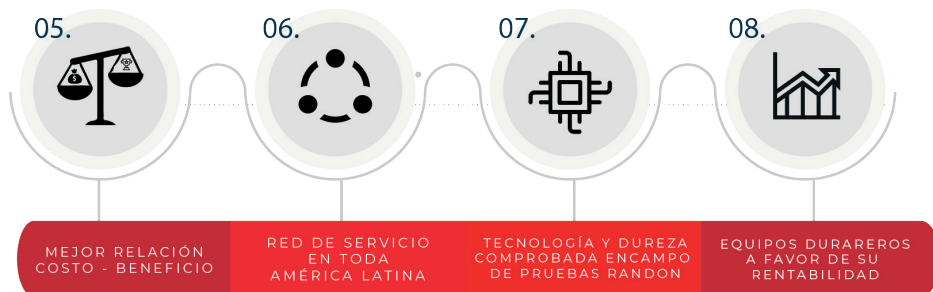 05.
06.
07.
08.
MEJOR RELACIÓN
COSTO - BENEFICIO
RED DE SERVICIO
EN TODA
AMÉRICA LATINA
TECNOLOGÍA Y DUREZA
COMPROBADA ENCAMPO
DE PRUEBAS RANDON
EQUIPOS DURAREROS
A FAVOR DE SU
RENTABILIDAD